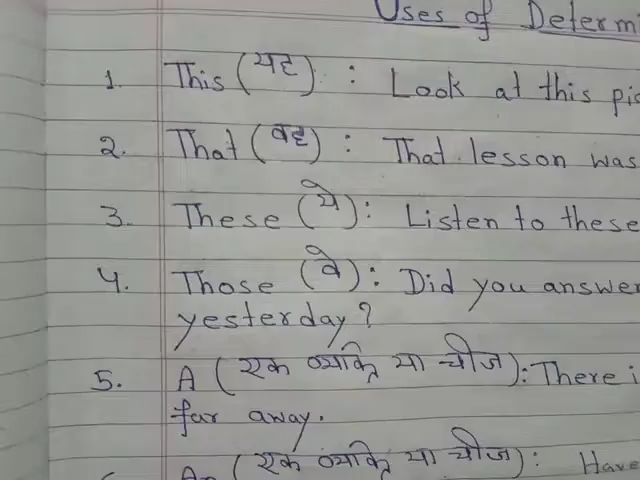 Uses of Determ
1. This (यह) : Look at this pic
2. That (वह) : That lesson was
3. These (ये): Listen to these
4. Those (वे): Did you answer
yesterday?
5. A (एक व्यक्ति या चीज): There i
far away.
An (एक व्यक्ति या चीज): Have